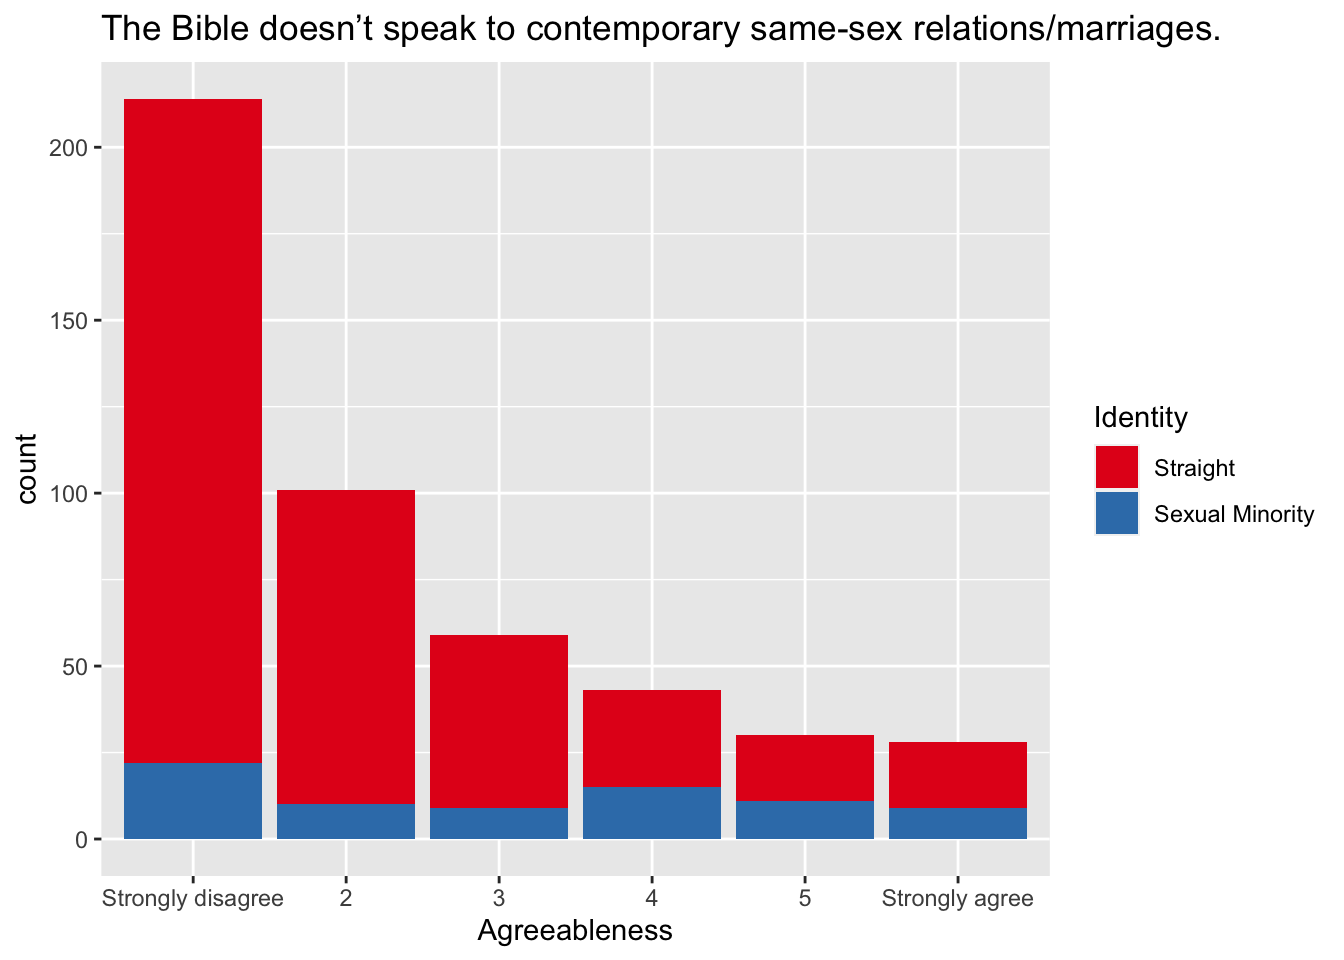 The Bible doesn’t speak to contemporary same-sex relations/marriages.
count
200
150
100
50
0
Strongly disagree 2 3 4 5 Strongly agree
Agreeableness
Identity
Straight
Sexual Minority